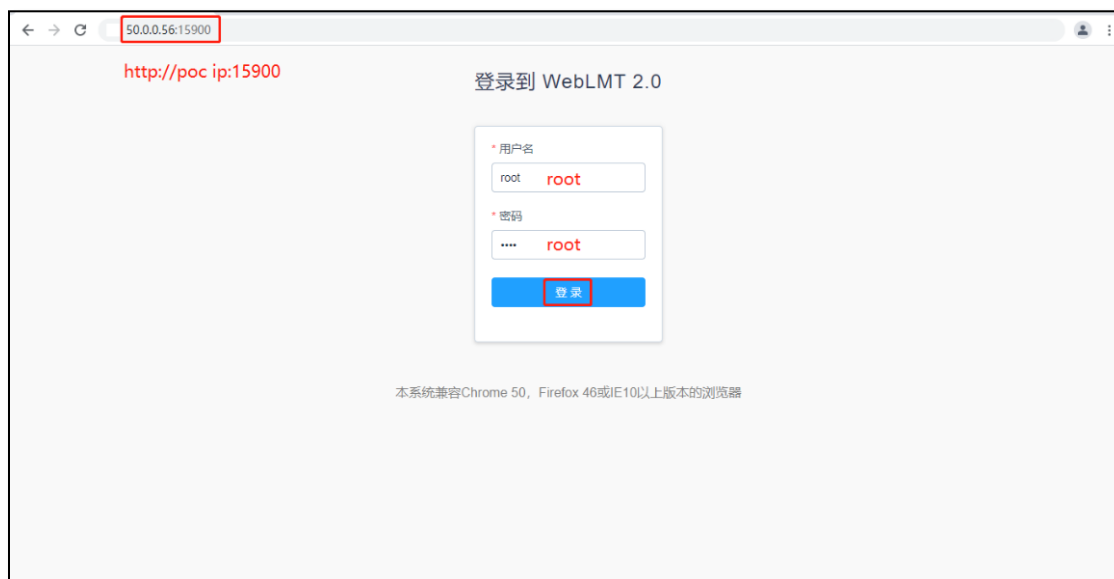 50.0.0.56:15900
http://poc ip:15900
登录到 WebLMT 2.0
* 用户名
root root
* 密码
•••• root
登 录
本系统兼容Chrome 50，Firefox 46或IE10以上版本的浏览器